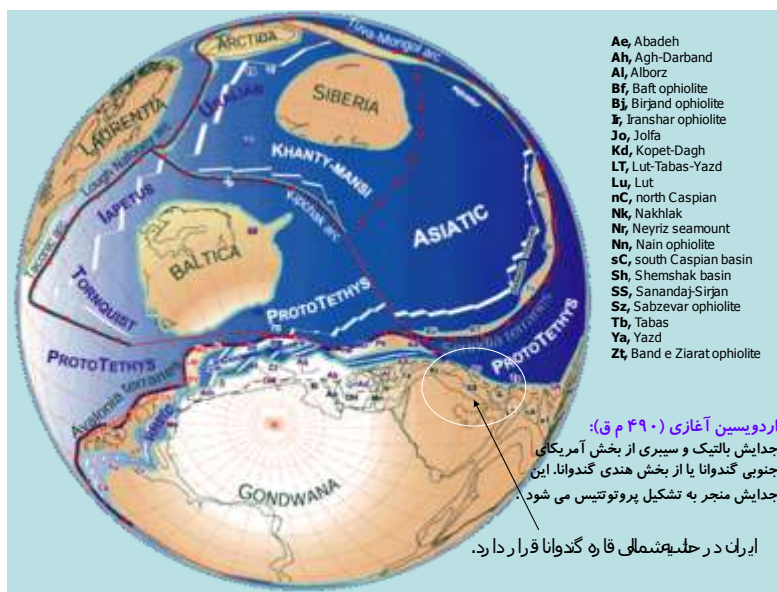 ARCTIDA
Tuva-Mongol arc
LAURENTIA
URALIAN
SIBERIA
KHANTY-MANSI
IAPETUS
Kipchak arc
ASIATIC
BALTICA
Taconic arc
TORNQUIST
PROTOTETHYS
PROTOTETHYS
PROTOTETHYS
Avalonia terranes
terranes
GONDWANA
Ae, Abadeh
Ah, Agh-Darband
Al, Alborz
Bf, Baft ophiolite
Bj, Birjand ophiolite
Ir, Iranshar ophiolite
Jo, Jolfa
Kd, Kopet-Dagh
LT, Lut-Tabas-Yazd
Lu, Lut
nC, north Caspian
Nk, Nakhlak
Nr, Neyriz seamount
Nn, Nain ophiolite
sC, south Caspian basin
Sh, Shemshak basin
SS, Sanandaj-Sirjan
Sz, Sabzevar ophiolite
Tb, Tabas
Ya, Yazd
Zt, Band e Ziarat ophiolite
اردویسین آغازی (۴۹۰ م ق):
جدایش بالتیک و سیبری از بخش آمریکای
جنوبی گندوانا یا از بخش هندی گندوانا. این
جدایش منجر به تشکیل پروتوتتیس می شود .
ایران در حاشیه شمالی قاره گندوانا قرار دارد.